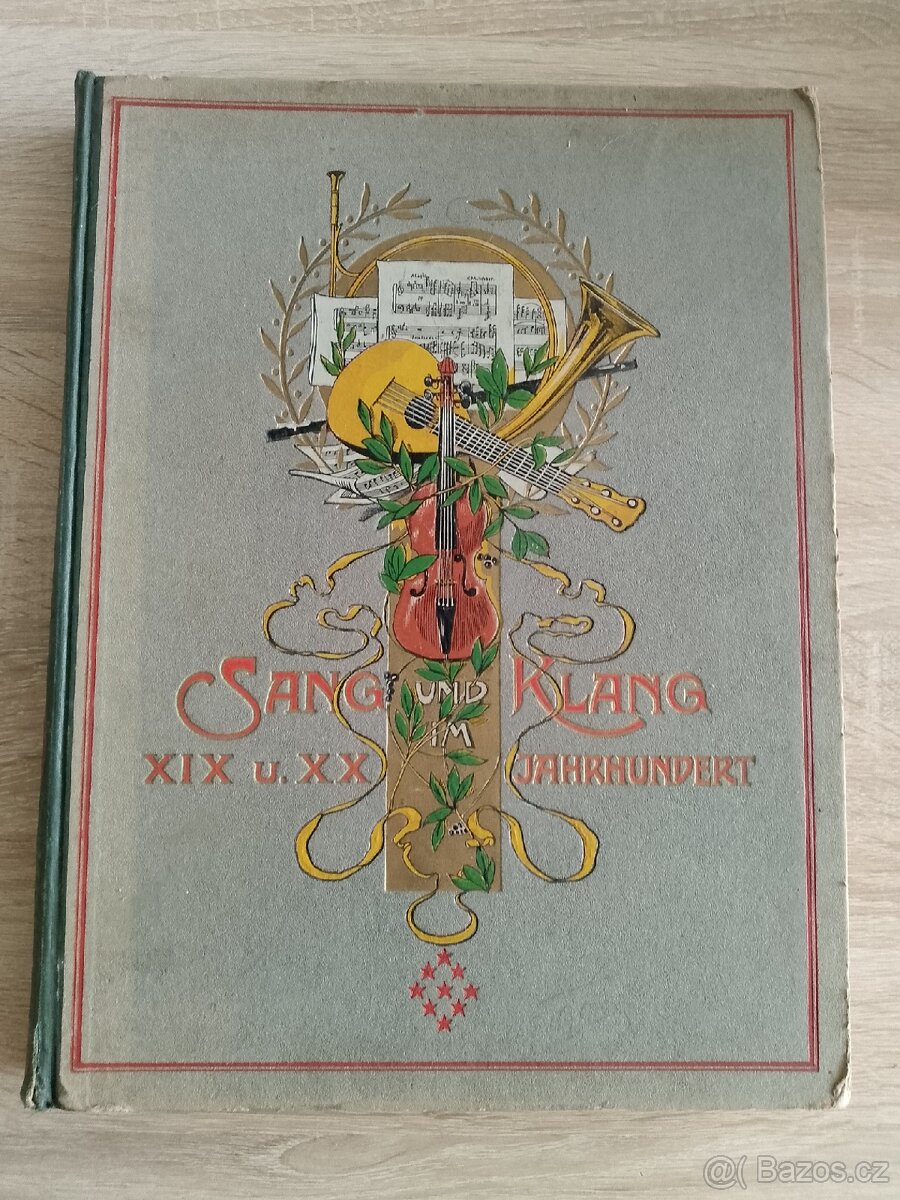 SANG UND KLANG
IM
XIX U. XX JAHRHUNDERT
@( Bazos.cz